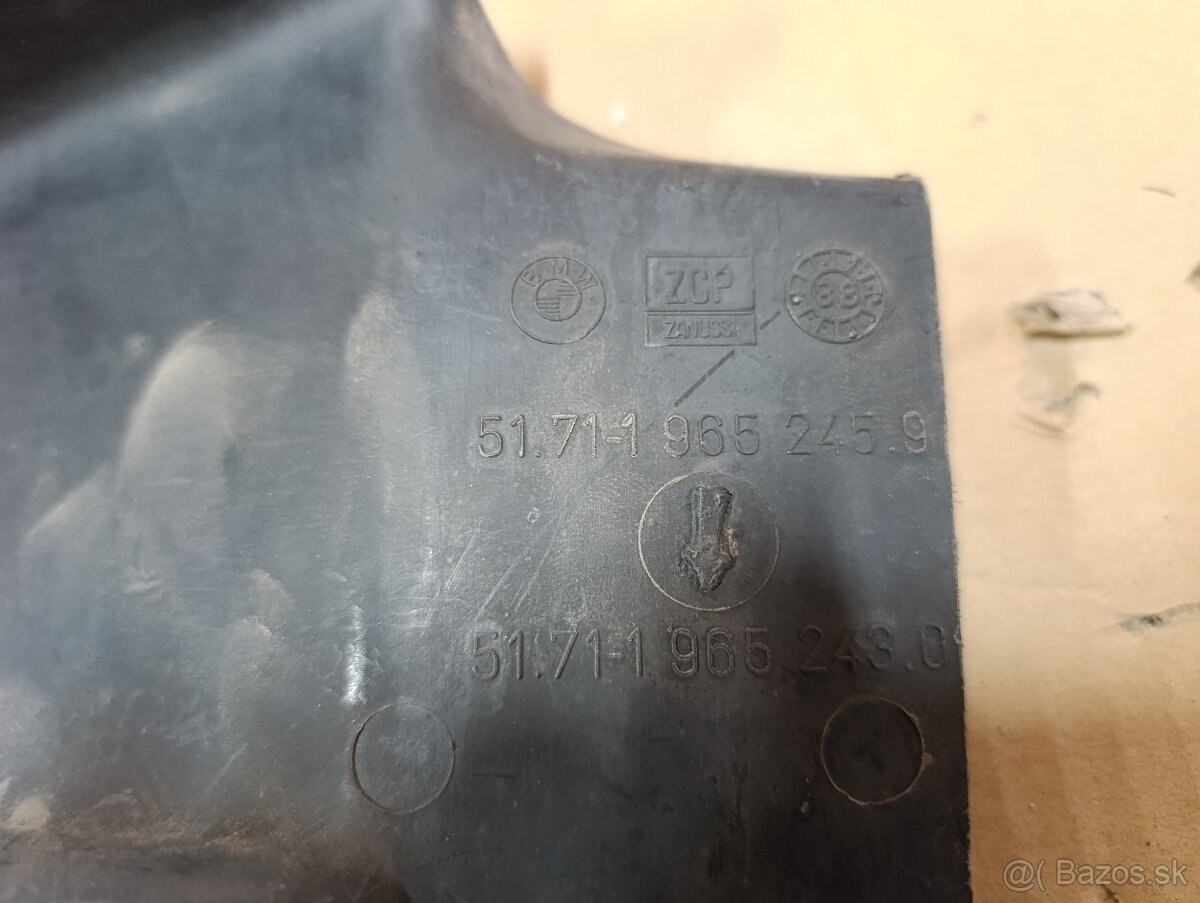 BMW
ZCP
88
ZANUSSI
51.71-1 965 245.9
51.71-1 965 243.0
@( Bazos.sk